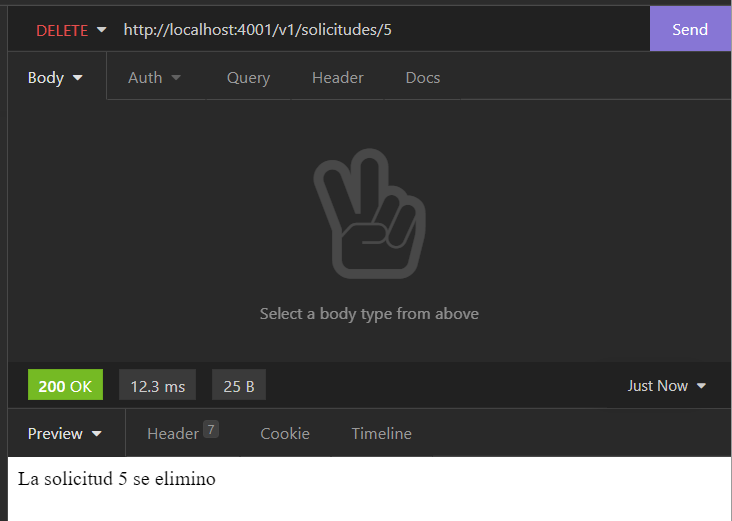 DELETE http://localhost:4001/v1/solicitudes/5 Send
Body Auth Query Header Docs
Select a body type from above
200 OK 12.3 ms 25 B Just Now
Preview Header 7 Cookie Timeline
La solicitud 5 se elimino